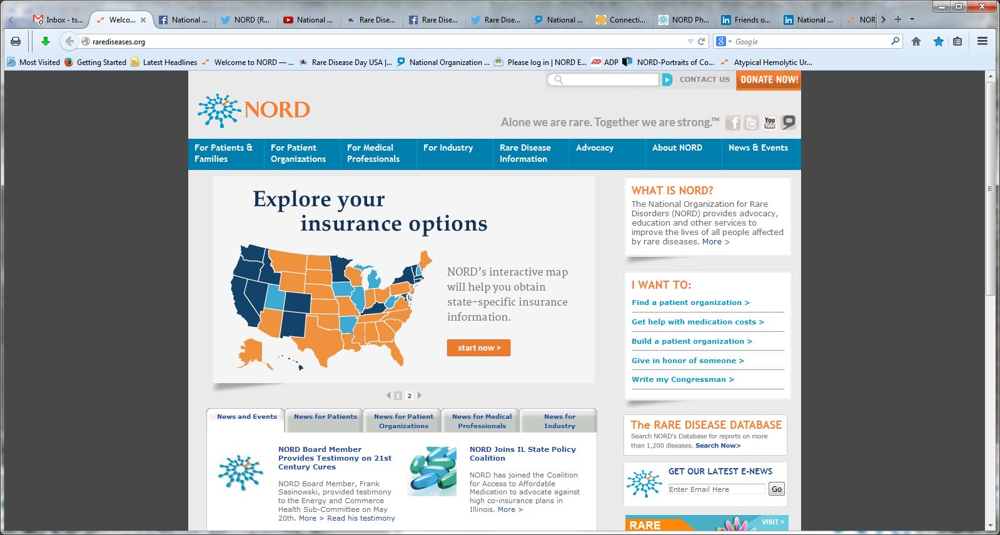 Inbox - ts...
Welco...
National ...
NORD (R...
National ...
Rare Dise...
Rare Dise...
Rare Dise...
National ...
Connecti...
NORD Ph...
Friends o...
National ...
NOR
rarediseases.org
Google
Most Visited
Getting Started
Latest Headlines
Welcome to NORD — ...
Rare Disease Day USA |...
National Organization ...
Please log in | NORD E...
ADP
NORD-Portraits of Co...
Atypical Hemolytic Ur...
CONTACT US
DONATE NOW!
NORD
Alone we are rare. Together we are strong.™
You
Tube
For Patients &
Families
For Patient
Organizations
For Medical
Professionals
For Industry
Rare Disease
Information
Advocacy
About NORD
News & Events
Explore your
insurance options
NORD's interactive map
will help you obtain
state-specific insurance
information.
start now >
1 2
WHAT IS NORD?
The National Organization for Rare
Disorders (NORD) provides advocacy,
education and other services to
improve the lives of all people affected
by rare diseases. More >
I WANT TO:
Find a patient organization >
Get help with medication costs >
Build a patient organization >
Give in honor of someone >
Write my Congressman >
The RARE DISEASE DATABASE
Search NORD's Database for reports on more
than 1,200 diseases. Search Now>
GET OUR LATEST E-NEWS
Enter Email Here
Go
RARE
VISIT >
News and Events
News for Patients
News for Patient
Organizations
News for Medical
Professionals
News for
Industry
NORD Board Member
Provides Testimony on 21st
Century Cures
NORD Board Member, Frank
Sasinowski, provided testimony
to the Energy and Commerce
Health Sub-Committee on May
20th. More > Read his testimony
NORD Joins IL State Policy
Coalition
NORD has joined the Coalition
for Access to Affordable
Medication to advocate against
high co-insurance plans in
Illinois. More >